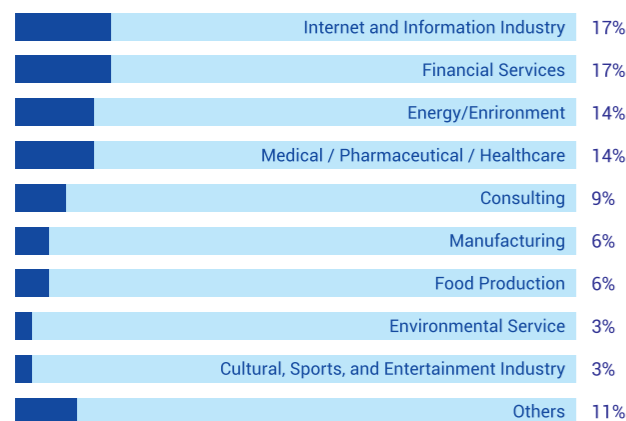 Internet and Information Industry 17%
Financial Services 17%
Energy/Enrironment 14%
Medical / Pharmaceutical / Healthcare 14%
Consulting 9%
Manufacturing 6%
Food Production 6%
Environmental Service 3%
Cultural, Sports, and Entertainment Industry 3%
Others 11%